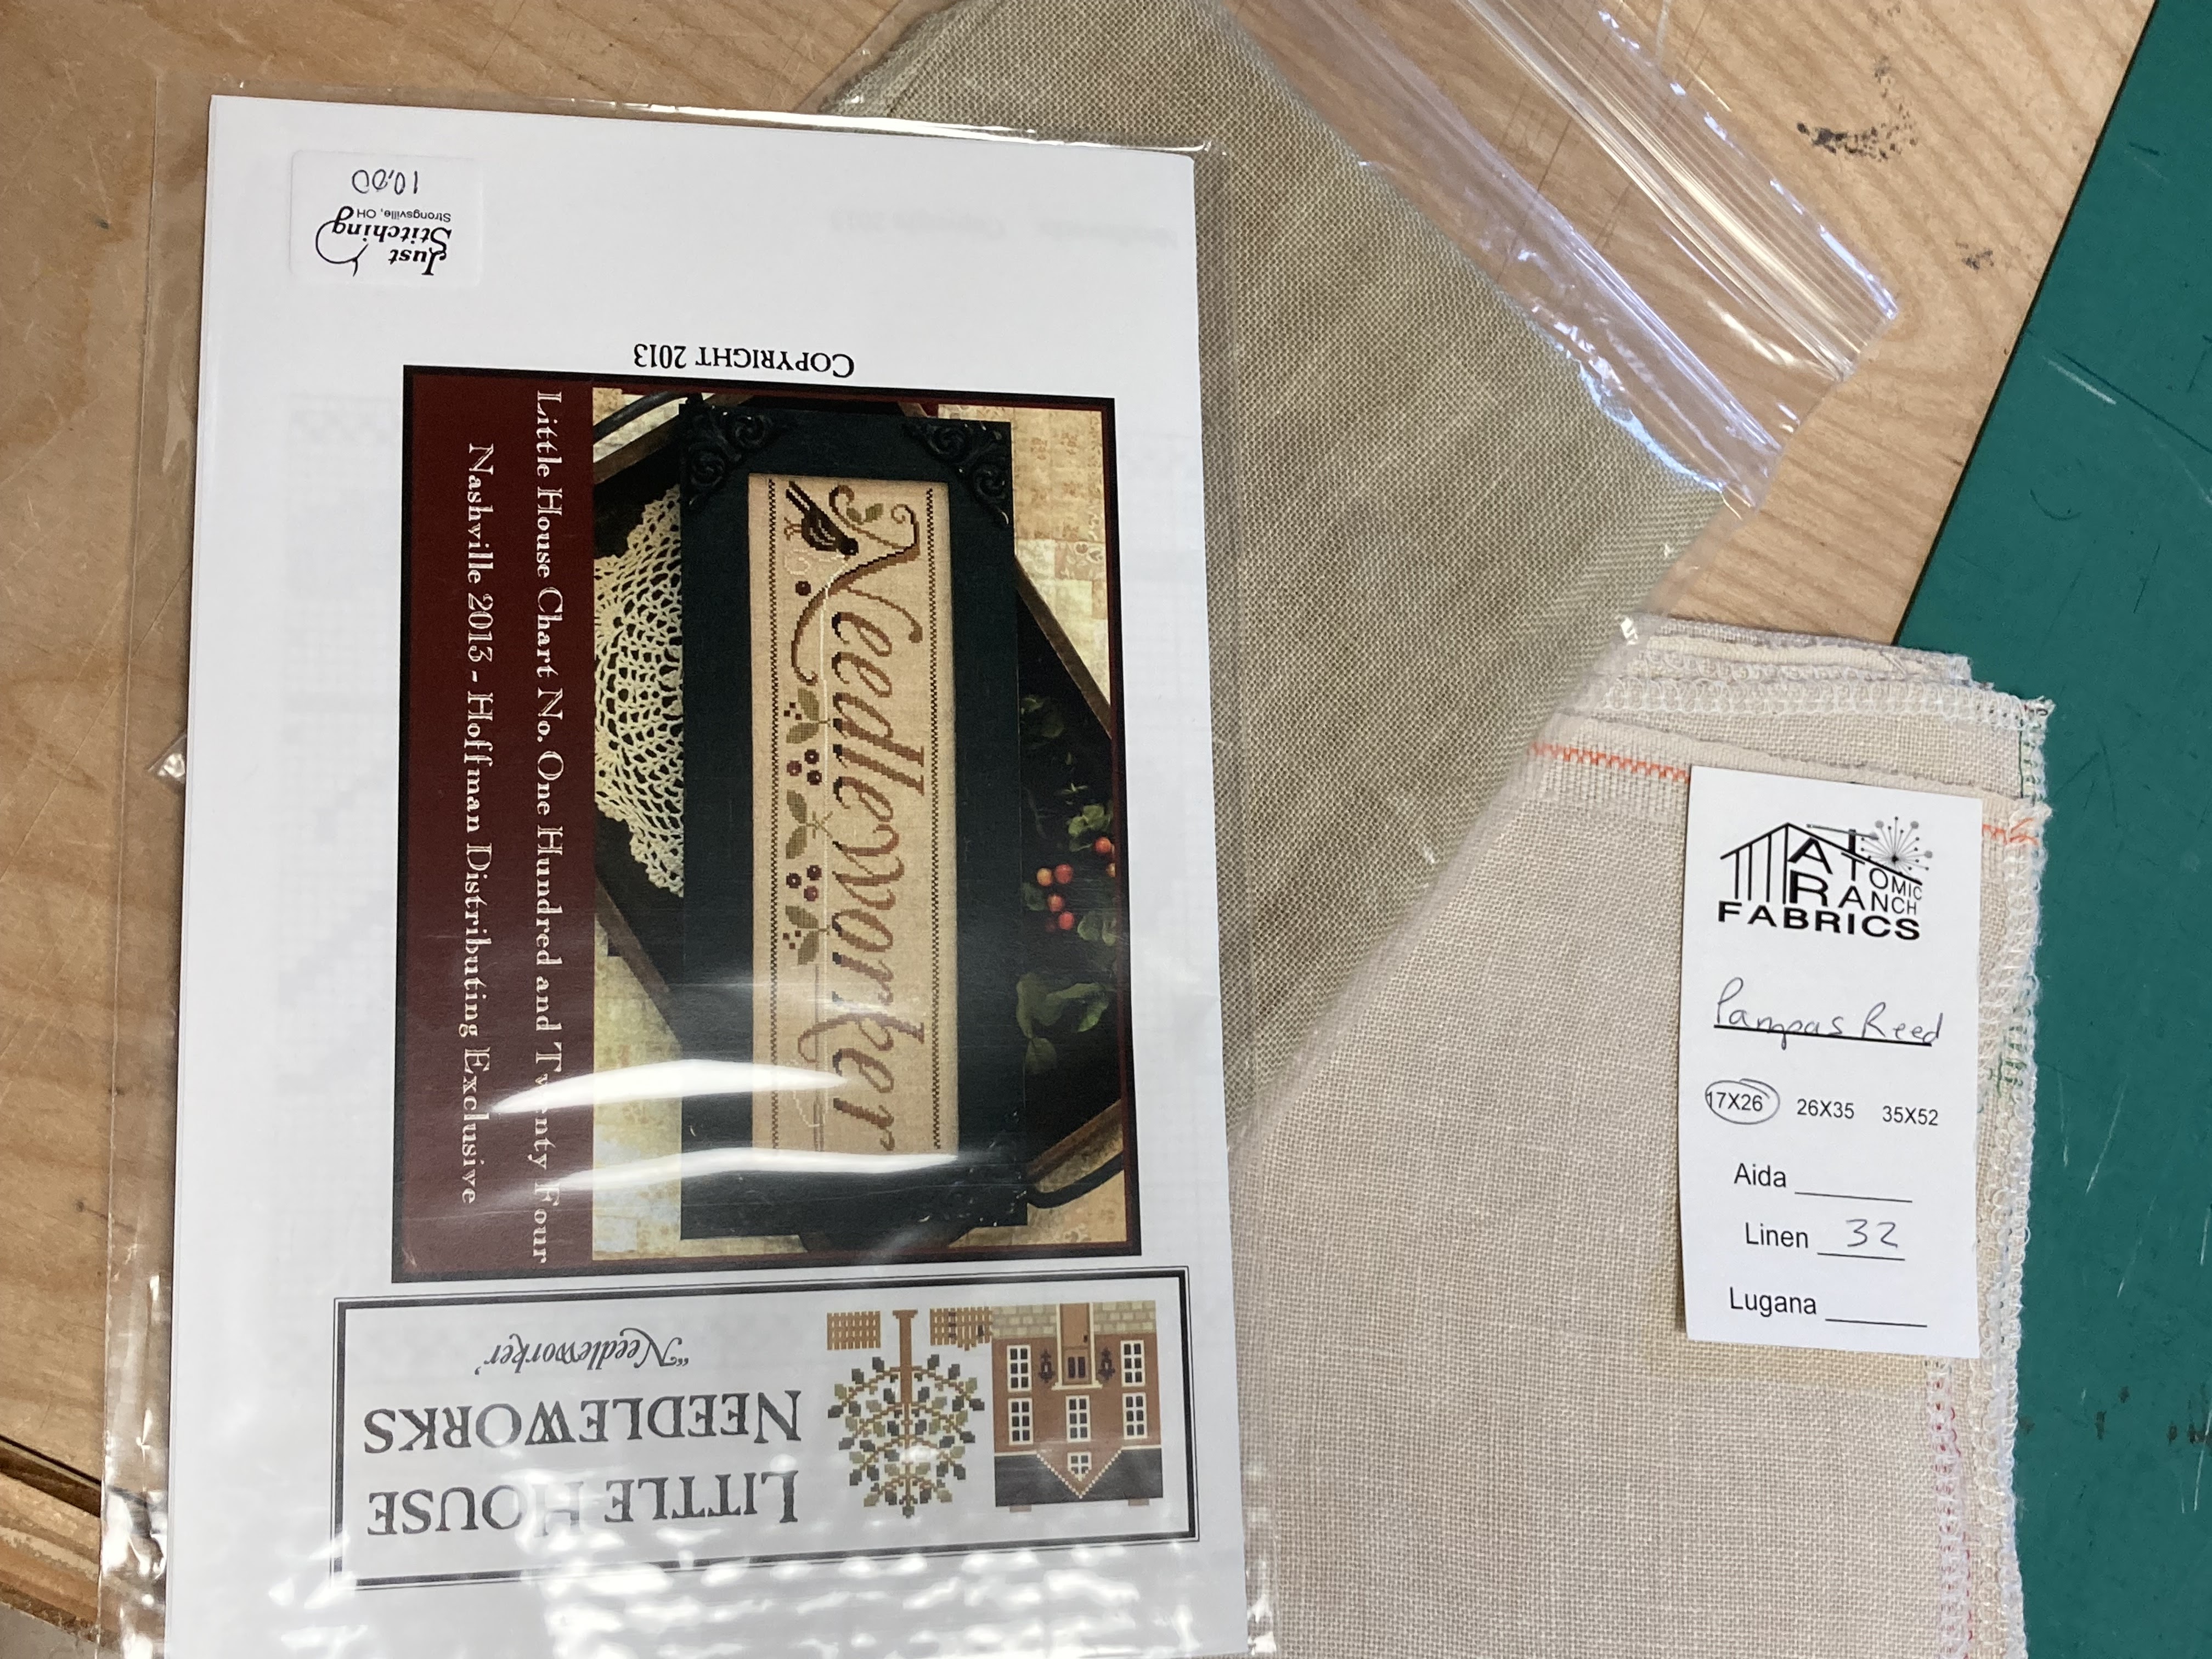 LITTLE HOUSE
NEEDLEWORKS
"Needleworker"
Needleworker
Little House Chart No. One Hundred and Twenty Four
Nashville 2013 - Hoffman Distributing Exclusive
COPYRIGHT 2013
Just
Stitching
Strongsville, OH
10.00
ATOMIC
RANCH
FABRICS
Pampas Reed
17X26 26X35 35X52
Aida
Linen 32
Lugana